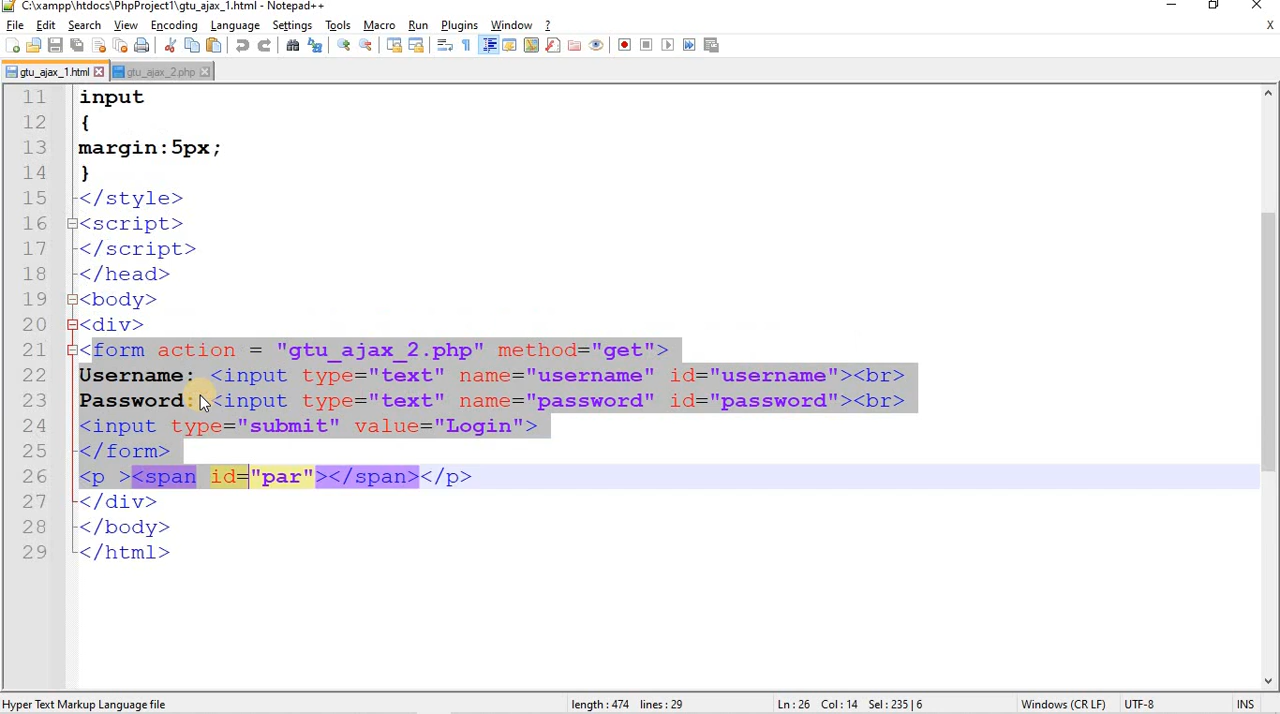 C:\xampp\htdocs\PhpProject1\gtu_ajax_1.html - Notepad++
File Edit Search View Encoding Language Settings Tools Macro Run Plugins Window ? X
gtu_ajax_1.html gtu_ajax_2.php
11 input
12 {
13 margin:5px;
14 }
15 </style>
16 <script>
17 </script>
18 </head>
19 <body>
20 <div>
21 <form action = "gtu_ajax_2.php" method="get">
22 Username: <input type="text" name="username" id="username"><br>
23 Password: <input type="text" name="password" id="password"><br>
24 <input type="submit" value="Login">
25 </form>
26 <p ><span id="par"></span></p>
27 </div>
28 </body>
29 </html>
Hyper Text Markup Language file length : 474 lines : 29 Ln : 26 Col : 14 Sel : 235 | 6 Windows (CR LF) UTF-8 INS